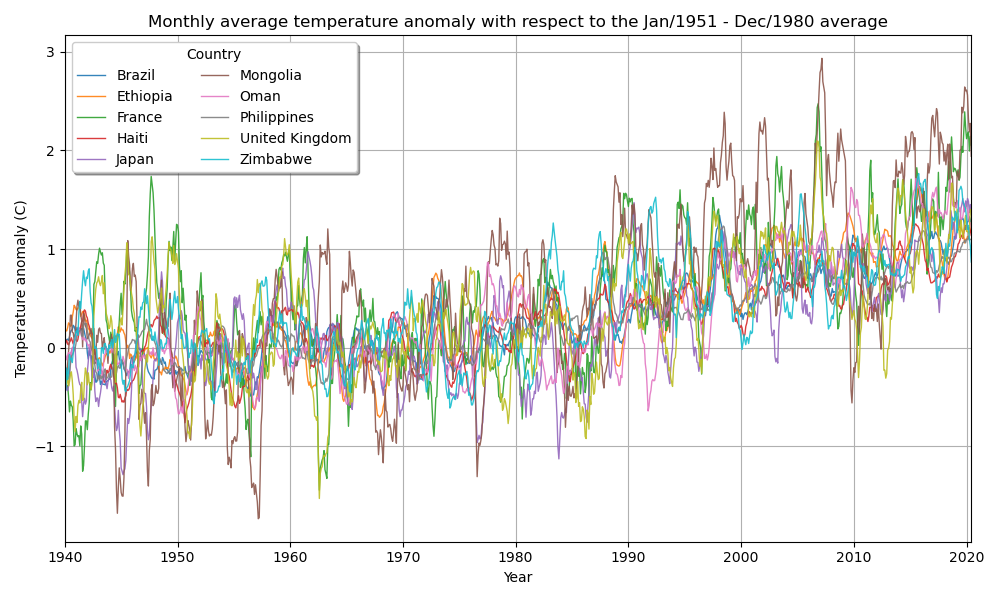 Monthly average temperature anomaly with respect to the Jan/1951 - Dec/1980 average
Country
Brazil
Ethiopia
France
Haiti
Japan
Mongolia
Oman
Philippines
United Kingdom
Zimbabwe
3
2
1
0
−1
Temperature anomaly (C)
1940 1950 1960 1970 1980 1990 2000 2010 2020
Year